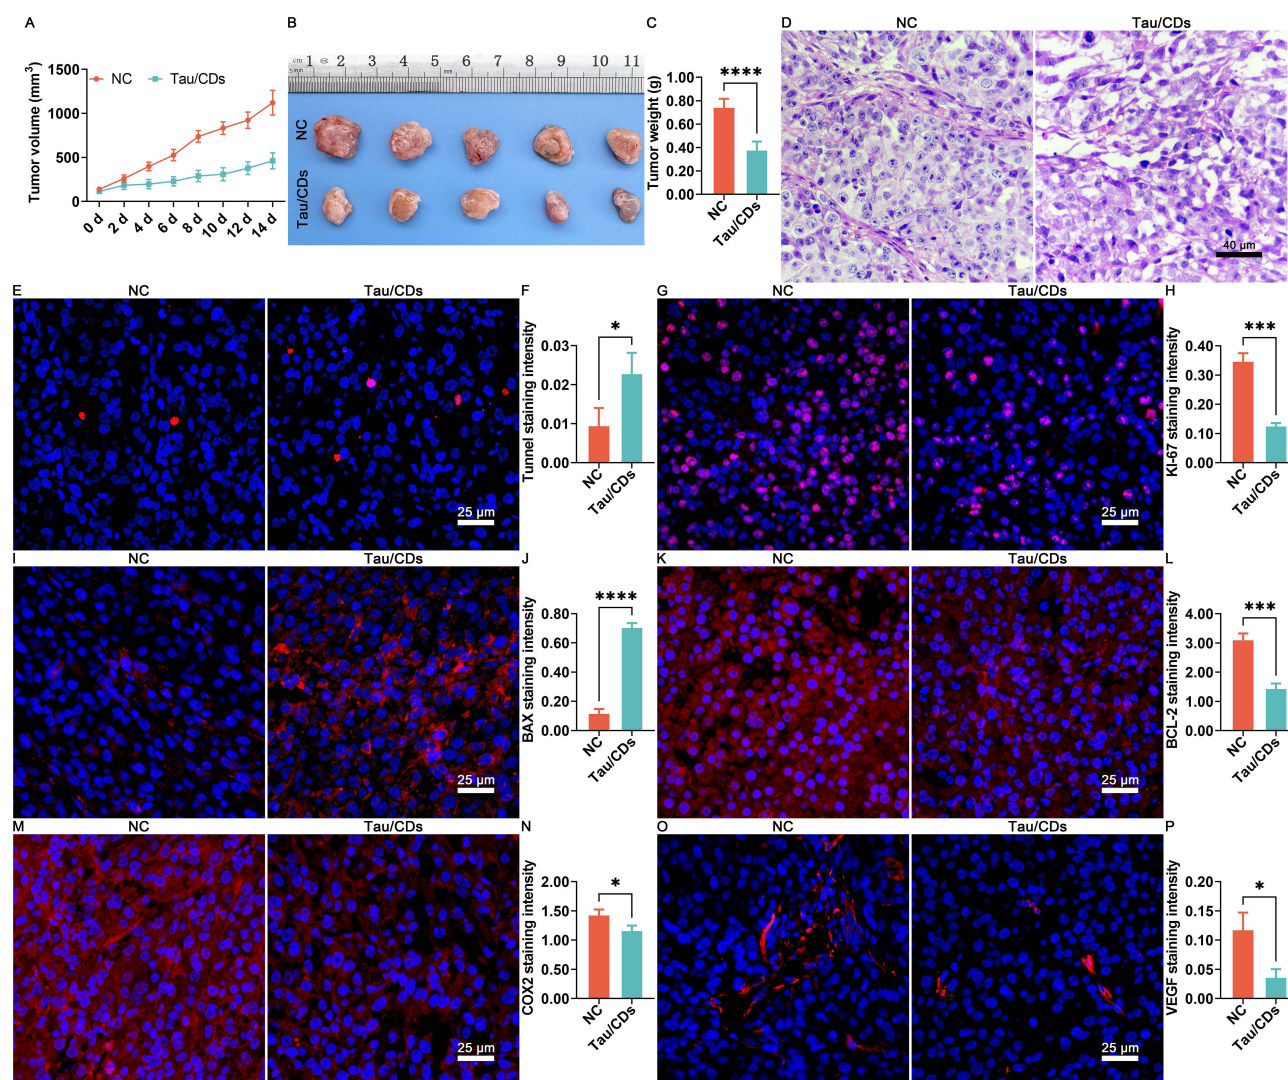 A
Tumor volume (mm³)
1500
1000
500
0
NC
Tau/CDs
0 d
2 d
4 d
6 d
8 d
10 d
12 d
14 d
B
cm 1 2 3 4 5 6 7 8 9 10 11
mm
NC
Tau/CDs
C
Tumor weight (g)
1.00
0.80
0.60
0.40
0.20
0.00
****
NC
Tau/CDs
D
NC
Tau/CDs
40 µm
E
NC
Tau/CDs
25 µm
F
Tunnel staining intensity
0.03
0.02
0.01
0.00
*
NC
Tau/CDs
G
NC
Tau/CDs
25 µm
H
KI-67 staining intensity
0.40
0.30
0.20
0.10
0.00
***
NC
Tau/CDs
I
NC
Tau/CDs
25 µm
J
BAX staining intensity
0.80
0.60
0.40
0.20
0.00
****
NC
Tau/CDs
K
NC
Tau/CDs
25 µm
L
BCL-2 staining intensity
4.00
3.00
2.00
1.00
0.00
***
NC
Tau/CDs
M
NC
Tau/CDs
25 µm
N
COX2 staining intensity
2.00
1.50
1.00
0.50
0.00
*
NC
Tau/CDs
O
NC
Tau/CDs
25 µm
P
VEGF staining intensity
0.20
0.15
0.10
0.05
0.00
*
NC
Tau/CDs